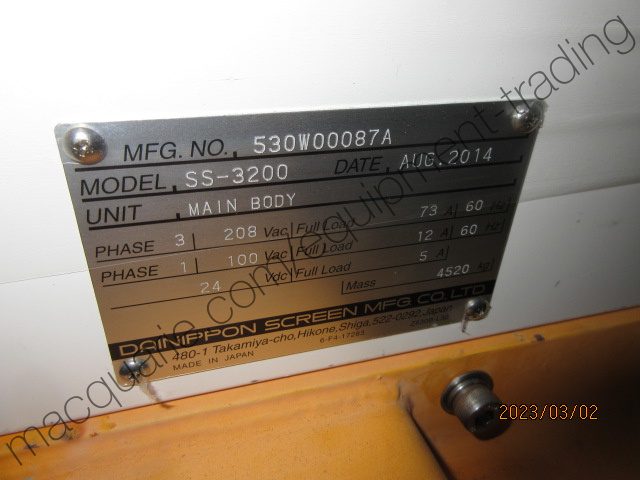 MFG. NO. 530W00087A
MODEL SS-3200 DATE AUG.2014
UNIT MAIN BODY
PHASE 3 208 Vac Full Load 73 A 60 Hz
PHASE 1 100 Vac Full Load 12 A 60 Hz
24 Vdc Full Load 5 A
Mass 4520 kg
DAINIPPON SCREEN MFG. CO., LTD.
480-1 Takamiya-cho, Hikone, Shiga, 522-0292 Japan
MADE IN JAPAN
2023/03/02
macquarie.com/equipment-trading